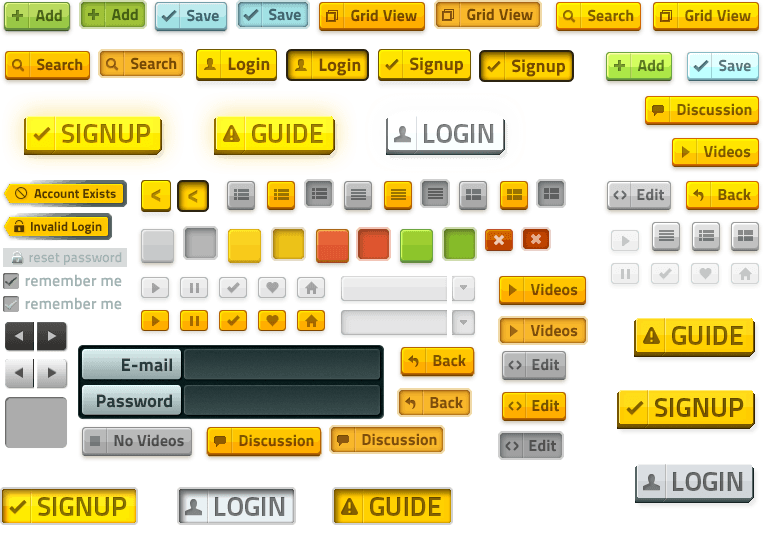 Add
Add
Save
Save
Grid View
Grid View
Search
Grid View
Search
Search
Login
Login
Signup
Signup
Add
Save
Discussion
SIGNUP
GUIDE
LOGIN
Videos
Account Exists
Edit
Back
Invalid Login
reset password
remember me
remember me
Videos
Videos
GUIDE
E-mail
Back
Edit
Password
Back
Edit
SIGNUP
No Videos
Discussion
Discussion
Edit
LOGIN
SIGNUP
LOGIN
GUIDE